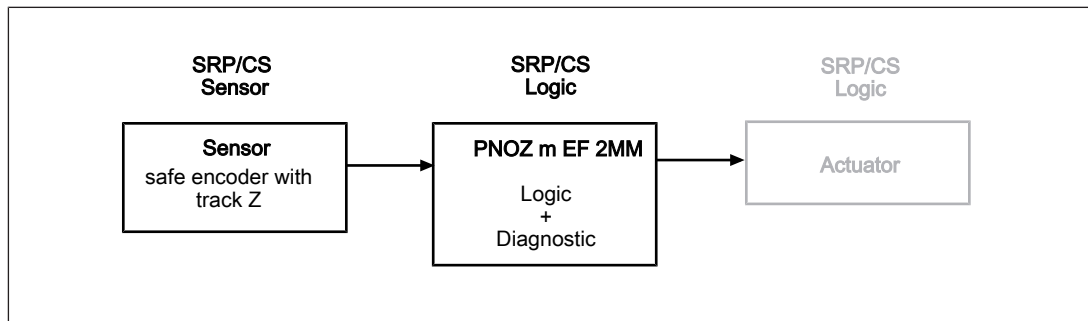 SRP/CS
Sensor
SRP/CS
Logic
SRP/CS
Logic
Sensor
safe encoder with
track Z
PNOZ m EF 2MM
Logic
+
Diagnostic
Actuator